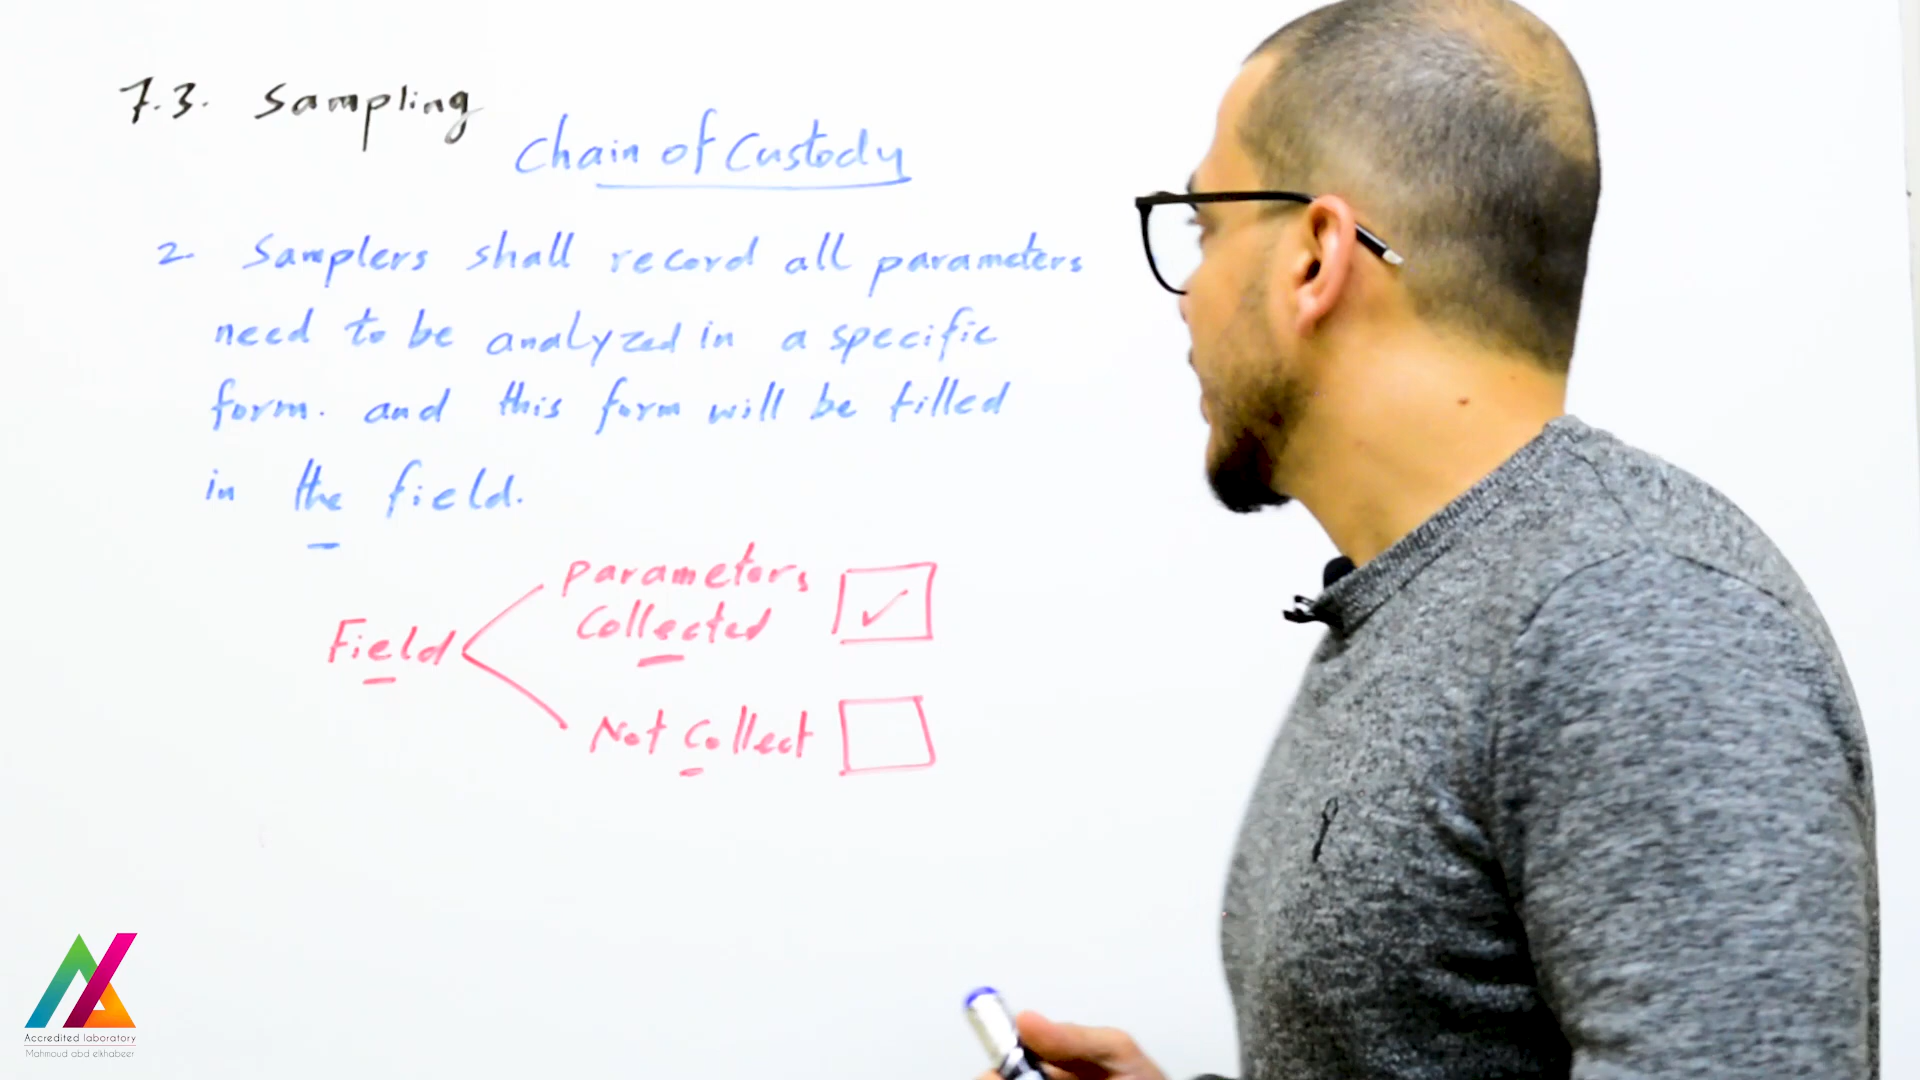 7.3. Sampling
Chain of Custody
2. Samplers shall record all parameters
need to be analyzed in a specific
form. and this form will be filled
in the field.
Field
parameters
Collected
✓
Not Collect
Accredited laboratory
Mahmoud abd elkhabeer